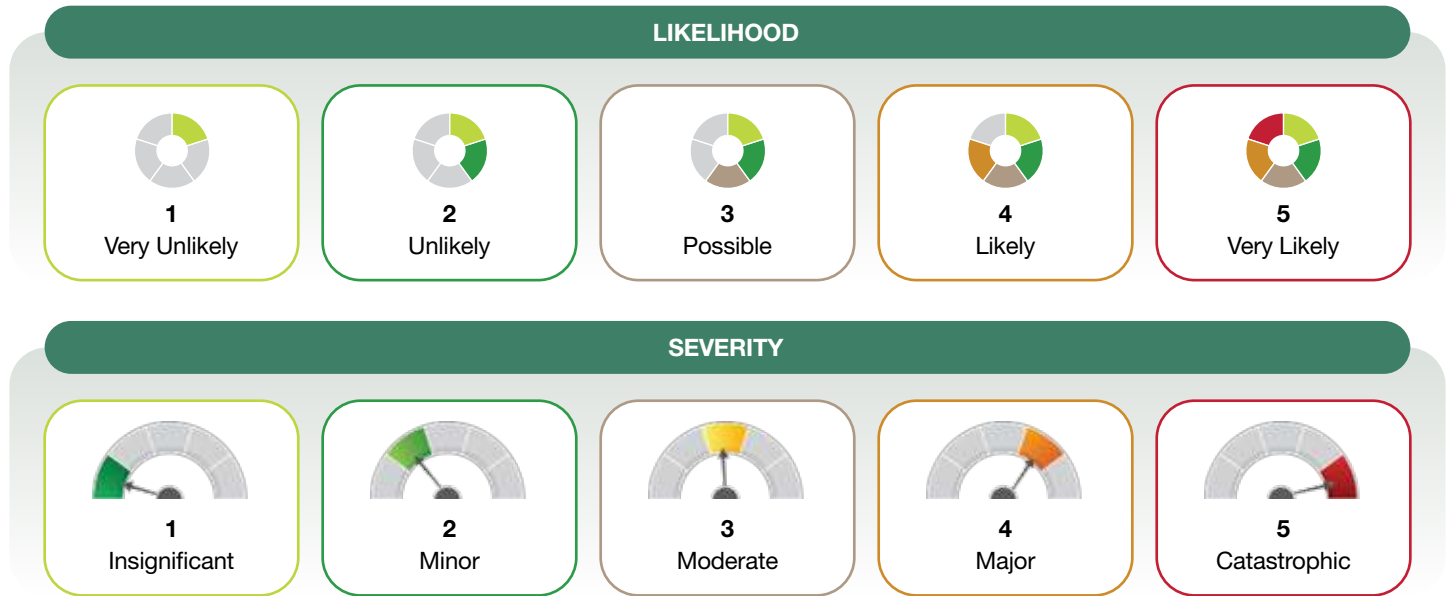 LIKELIHOOD
1
Very Unlikely
2
Unlikely
3
Possible
4
Likely
5
Very Likely
SEVERITY
1
Insignificant
2
Minor
3
Moderate
4
Major
5
Catastrophic